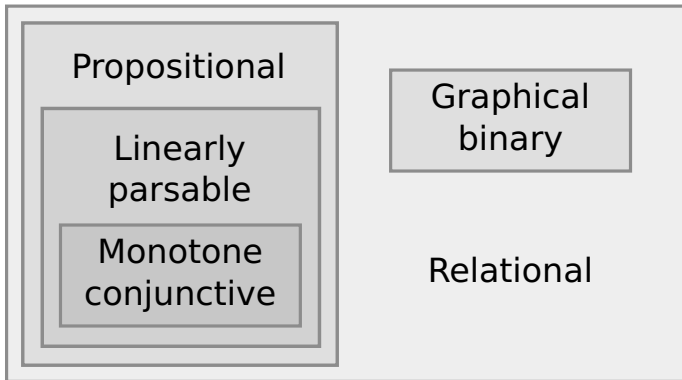 Propositional
Linearly
parsable
Monotone
conjunctive
Graphical
binary
Relational